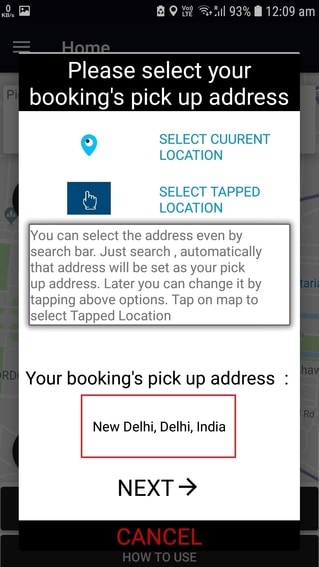 0
KB/s
Vo))
LTE
93%
12:09 am
Home
Please select your
booking's pick up address
SELECT CUURENT
LOCATION
SELECT TAPPED
LOCATION
You can select the address even by
search bar. Just search , automatically
that address will be set as your pick
up address. Later you can change it by
tapping above options. Tap on map to
select Tapped Location
Your booking's pick up address :
New Delhi, Delhi, India
NEXT
CANCEL
HOW TO USE